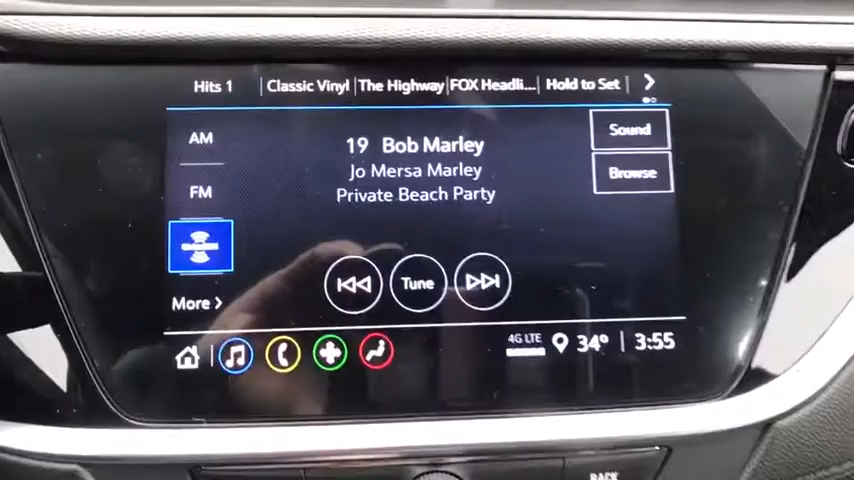 Hits 1
Classic Vinyl
The Highway
FOX Headli...
Hold to Set
AM
FM
More
19 Bob Marley
Jo Mersa Marley
Private Beach Party
Sound
Browse
Tune
4G LTE
34°
3:55
BACK